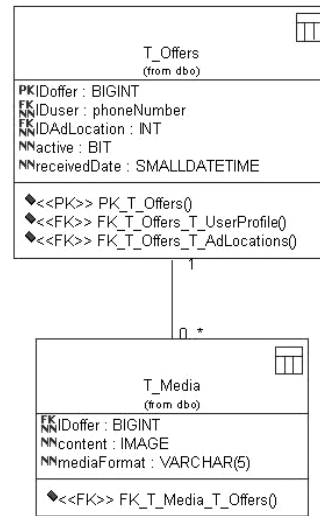 T_Offers
(from dbo)
PK IDoffer : BIGINT
FK NN IDuser : phoneNumber
FK NN IDAdLocation : INT
NN active : BIT
NN receivedDate : SMALLDATETIME
<<PK>> PK_T_Offers()
<<FK>> FK_T_Offers_T_UserProfile()
<<FK>> FK_T_Offers_T_AdLocations()
1
0..*
T_Media
(from dbo)
FK NN IDoffer : BIGINT
NN content : IMAGE
NN mediaFormat : VARCHAR(5)
<<FK>> FK_T_Media_T_Offers()